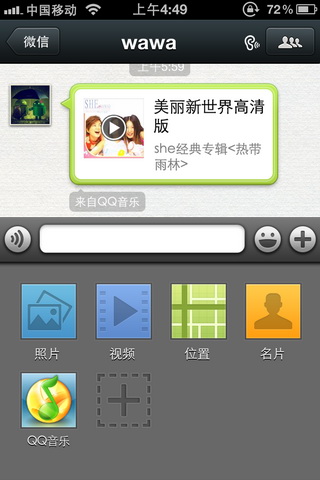 中国移动 上午4:49 72%
微信 wawa
上午5:59
SHE
美丽新世界高清
版
she经典专辑<热带
雨林>
来自QQ音乐
照片 视频 位置 名片
QQ音乐